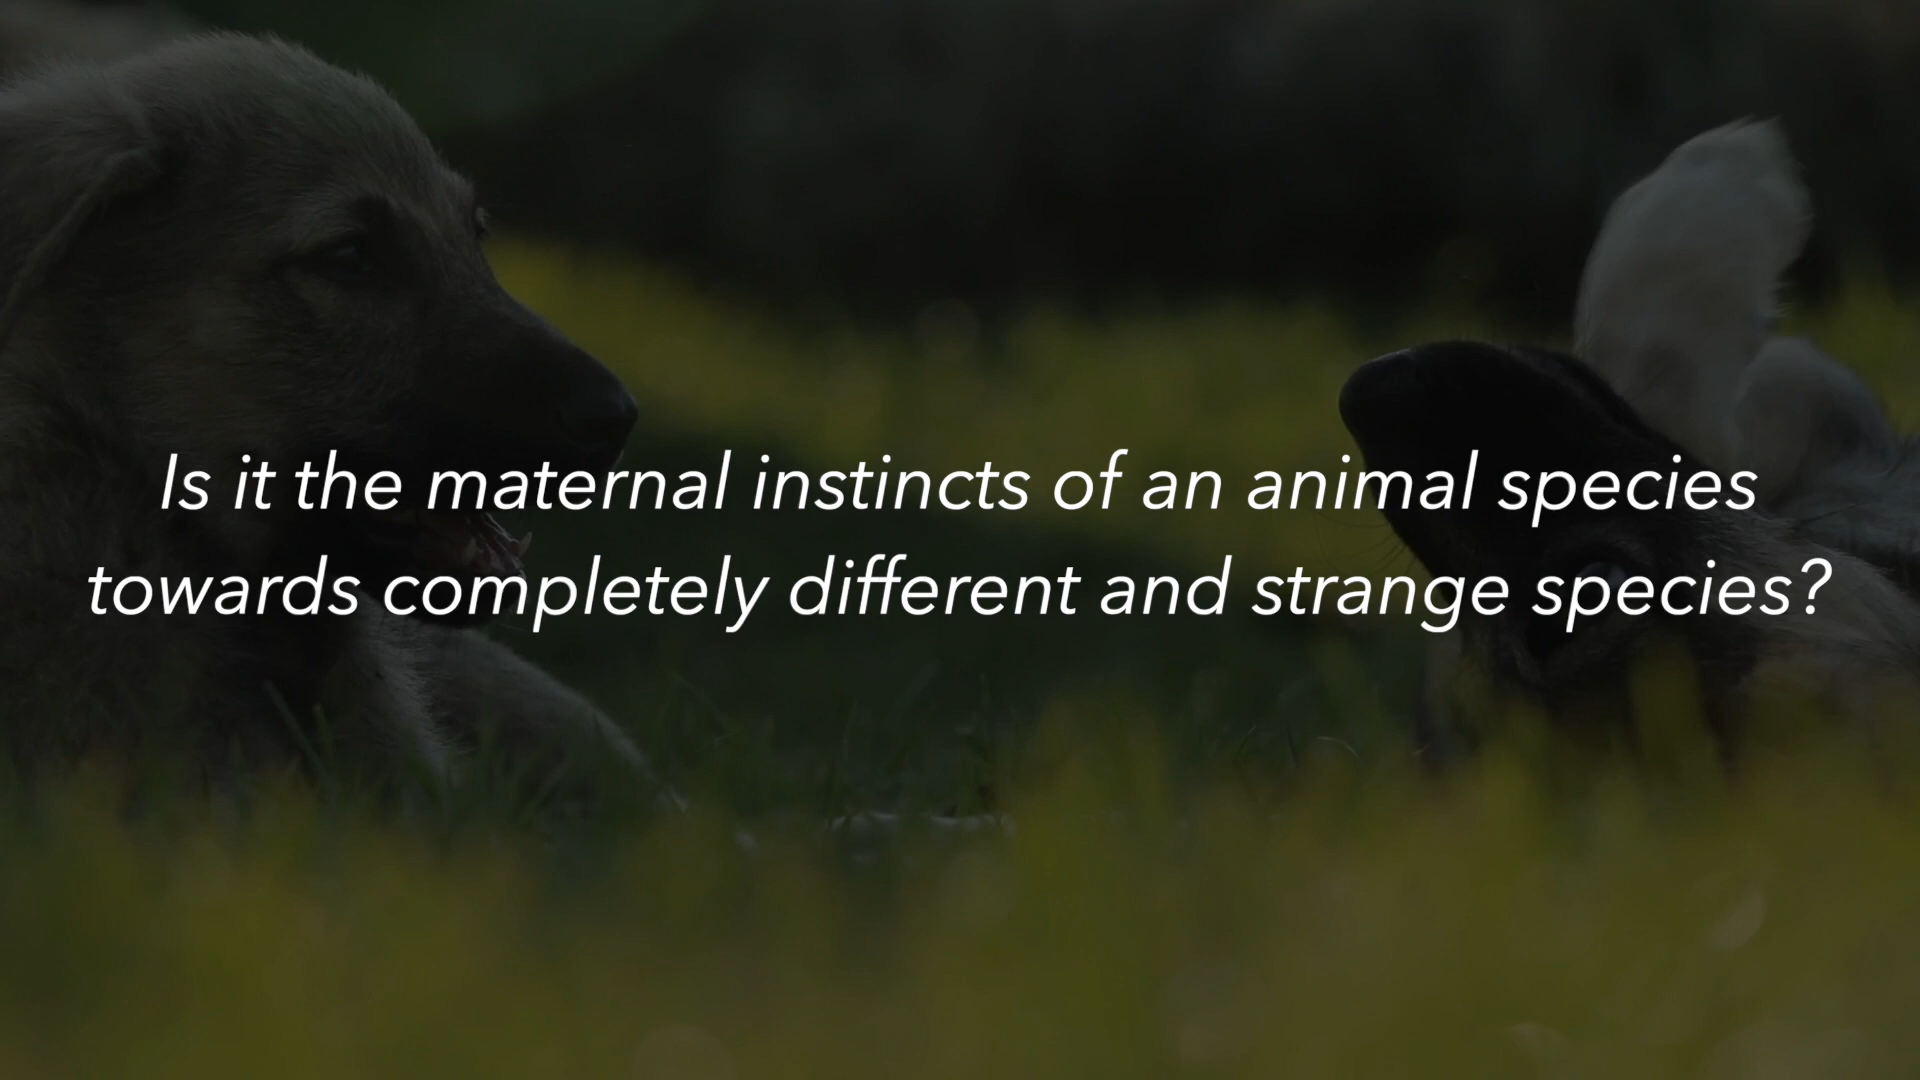 Is it the maternal instincts of an animal species
towards completely different and strange species?